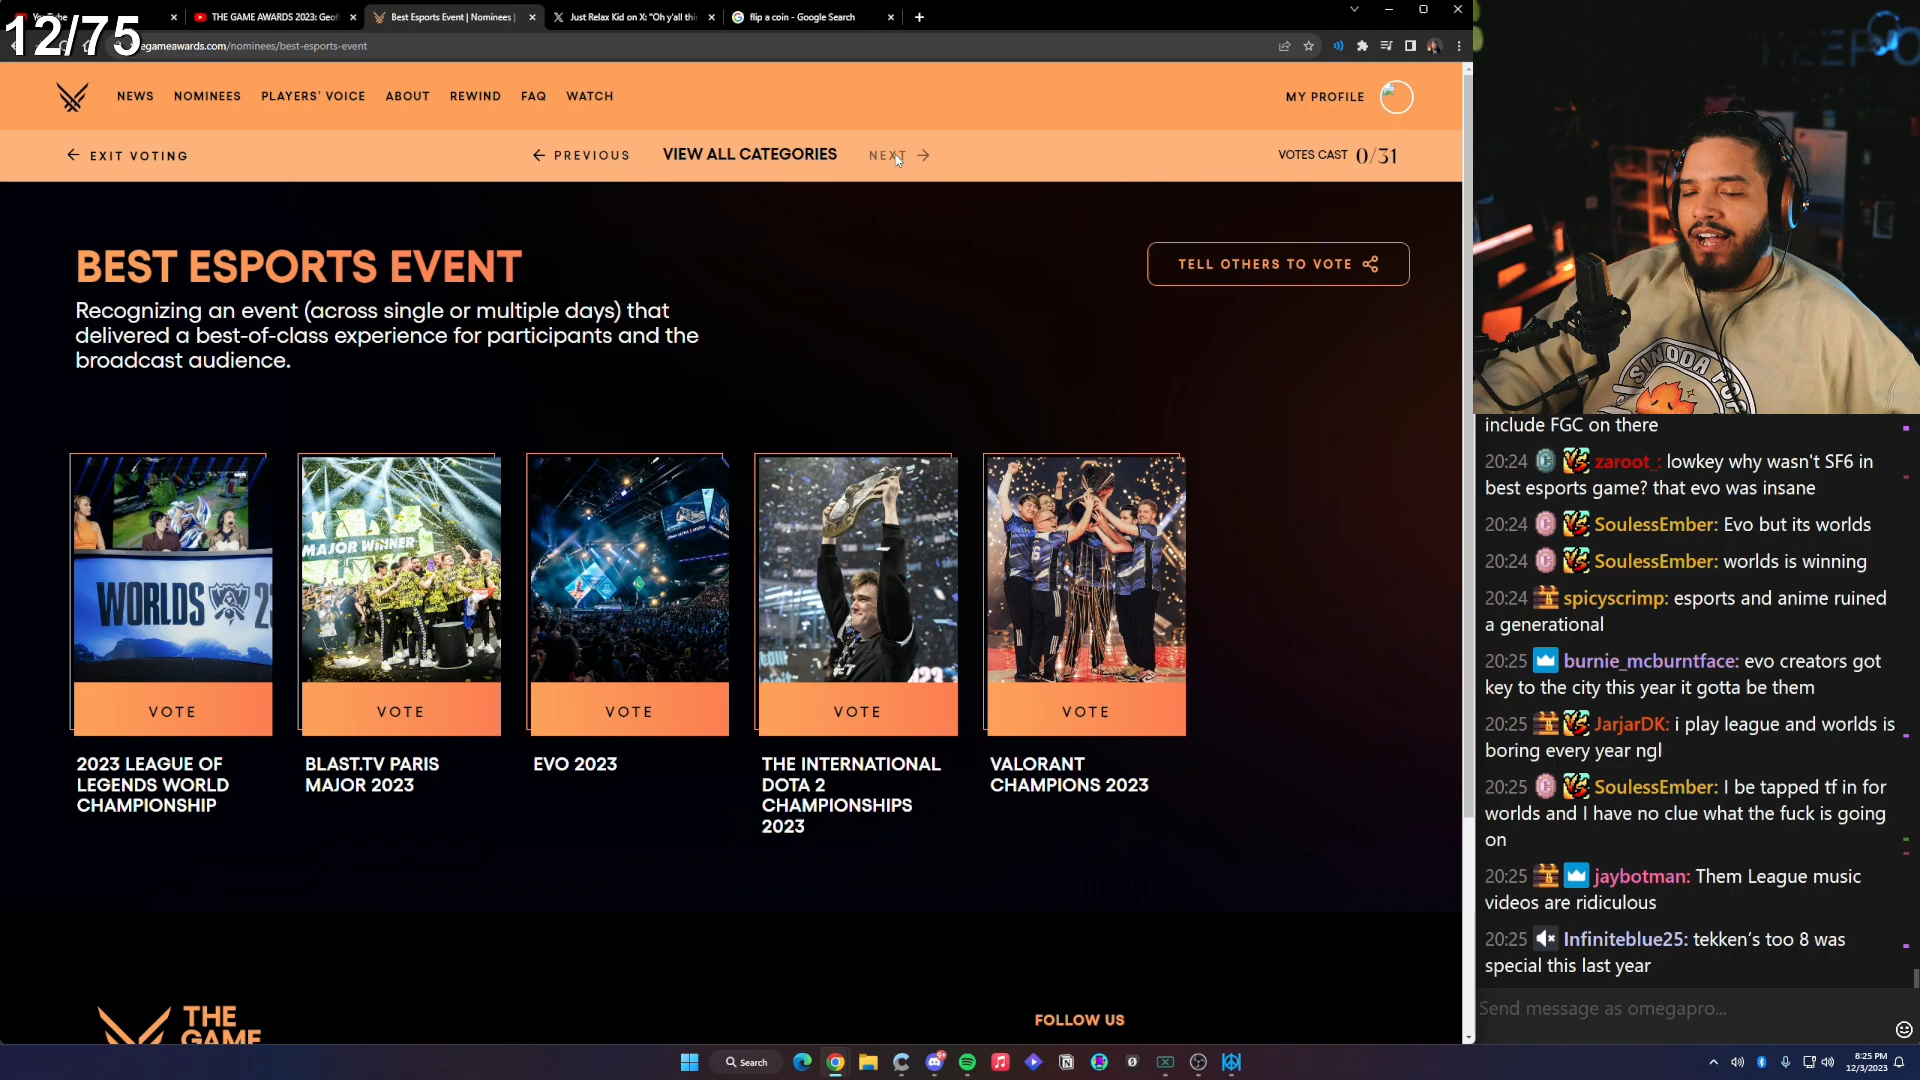 12/75
THE GAME AWARDS 2023: Geof
Best Esports Event | Nominees |
Just Relax Kid on X: "Oh y'all thi
flip a coin - Google Search
egameawards.com/nominees/best-esports-event
NEWS NOMINEES PLAYERS' VOICE ABOUT REWIND FAQ WATCH
MY PROFILE
EXIT VOTING
PREVIOUS
VIEW ALL CATEGORIES
NEXT
VOTES CAST 0/31
BEST ESPORTS EVENT
TELL OTHERS TO VOTE
Recognizing an event (across single or multiple days) that
delivered a best-of-class experience for participants and the
broadcast audience.
MAJOR WINNER
WORLDS
VOTE
VOTE
VOTE
VOTE
VOTE
2023 LEAGUE OF
LEGENDS WORLD
CHAMPIONSHIP
BLAST.TV PARIS
MAJOR 2023
EVO 2023
THE INTERNATIONAL
DOTA 2
CHAMPIONSHIPS
2023
VALORANT
CHAMPIONS 2023
THE
GAME
FOLLOW US
include FGC on there
20:24 zaroot_: lowkey why wasn't SF6 in
best esports game? that evo was insane
20:24 SoulessEmber: Evo but its worlds
20:24 SoulessEmber: worlds is winning
20:24 spicyscrimp: esports and anime ruined
a generational
20:25 burnie_mcburntface: evo creators got
key to the city this year it gotta be them
20:25 JarjarDK: i play league and worlds is
boring every year ngl
20:25 SoulessEmber: I be tapped tf in for
worlds and I have no clue what the fuck is going
on
20:25 jaybotman: Them League music
videos are ridiculous
20:25 Infiniteblue25: tekken's too 8 was
special this last year
Send message as omegapro...
Search
8:25 PM
12/3/2023